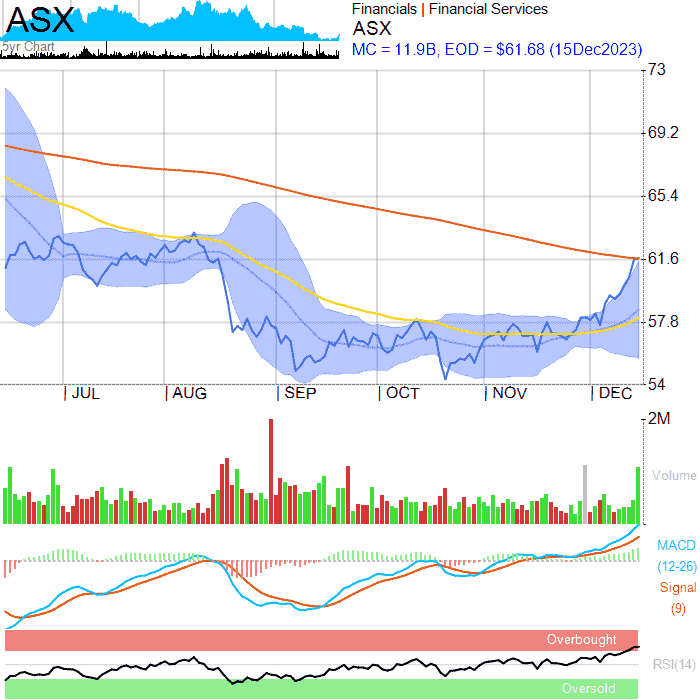 ASX
5yr Chart
Financials | Financial Services
ASX
MC = 11.9B, EOD = $61.68 (15Dec2023)
73
69.2
65.4
61.6
57.8
54
JUL AUG SEP OCT NOV DEC
2M
Volume
MACD
(12-26)
Signal
(9)
Overbought
RSI(14)
Oversold